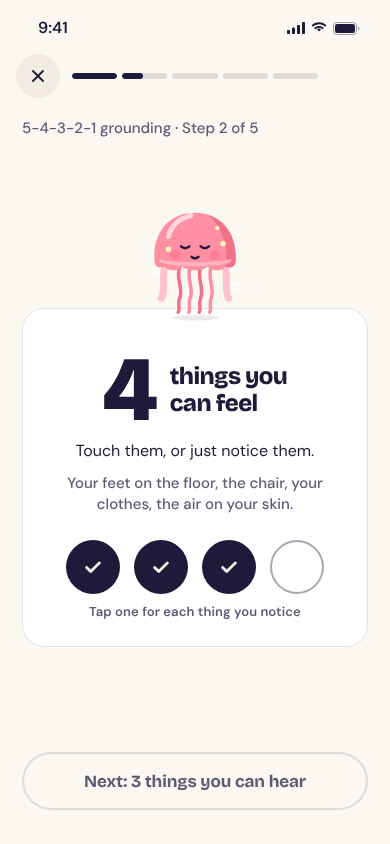 9:41
5-4-3-2-1 grounding · Step 2 of 5
4 things you
can feel
Touch them, or just notice them.
Your feet on the floor, the chair, your
clothes, the air on your skin.
Tap one for each thing you notice
Next: 3 things you can hear